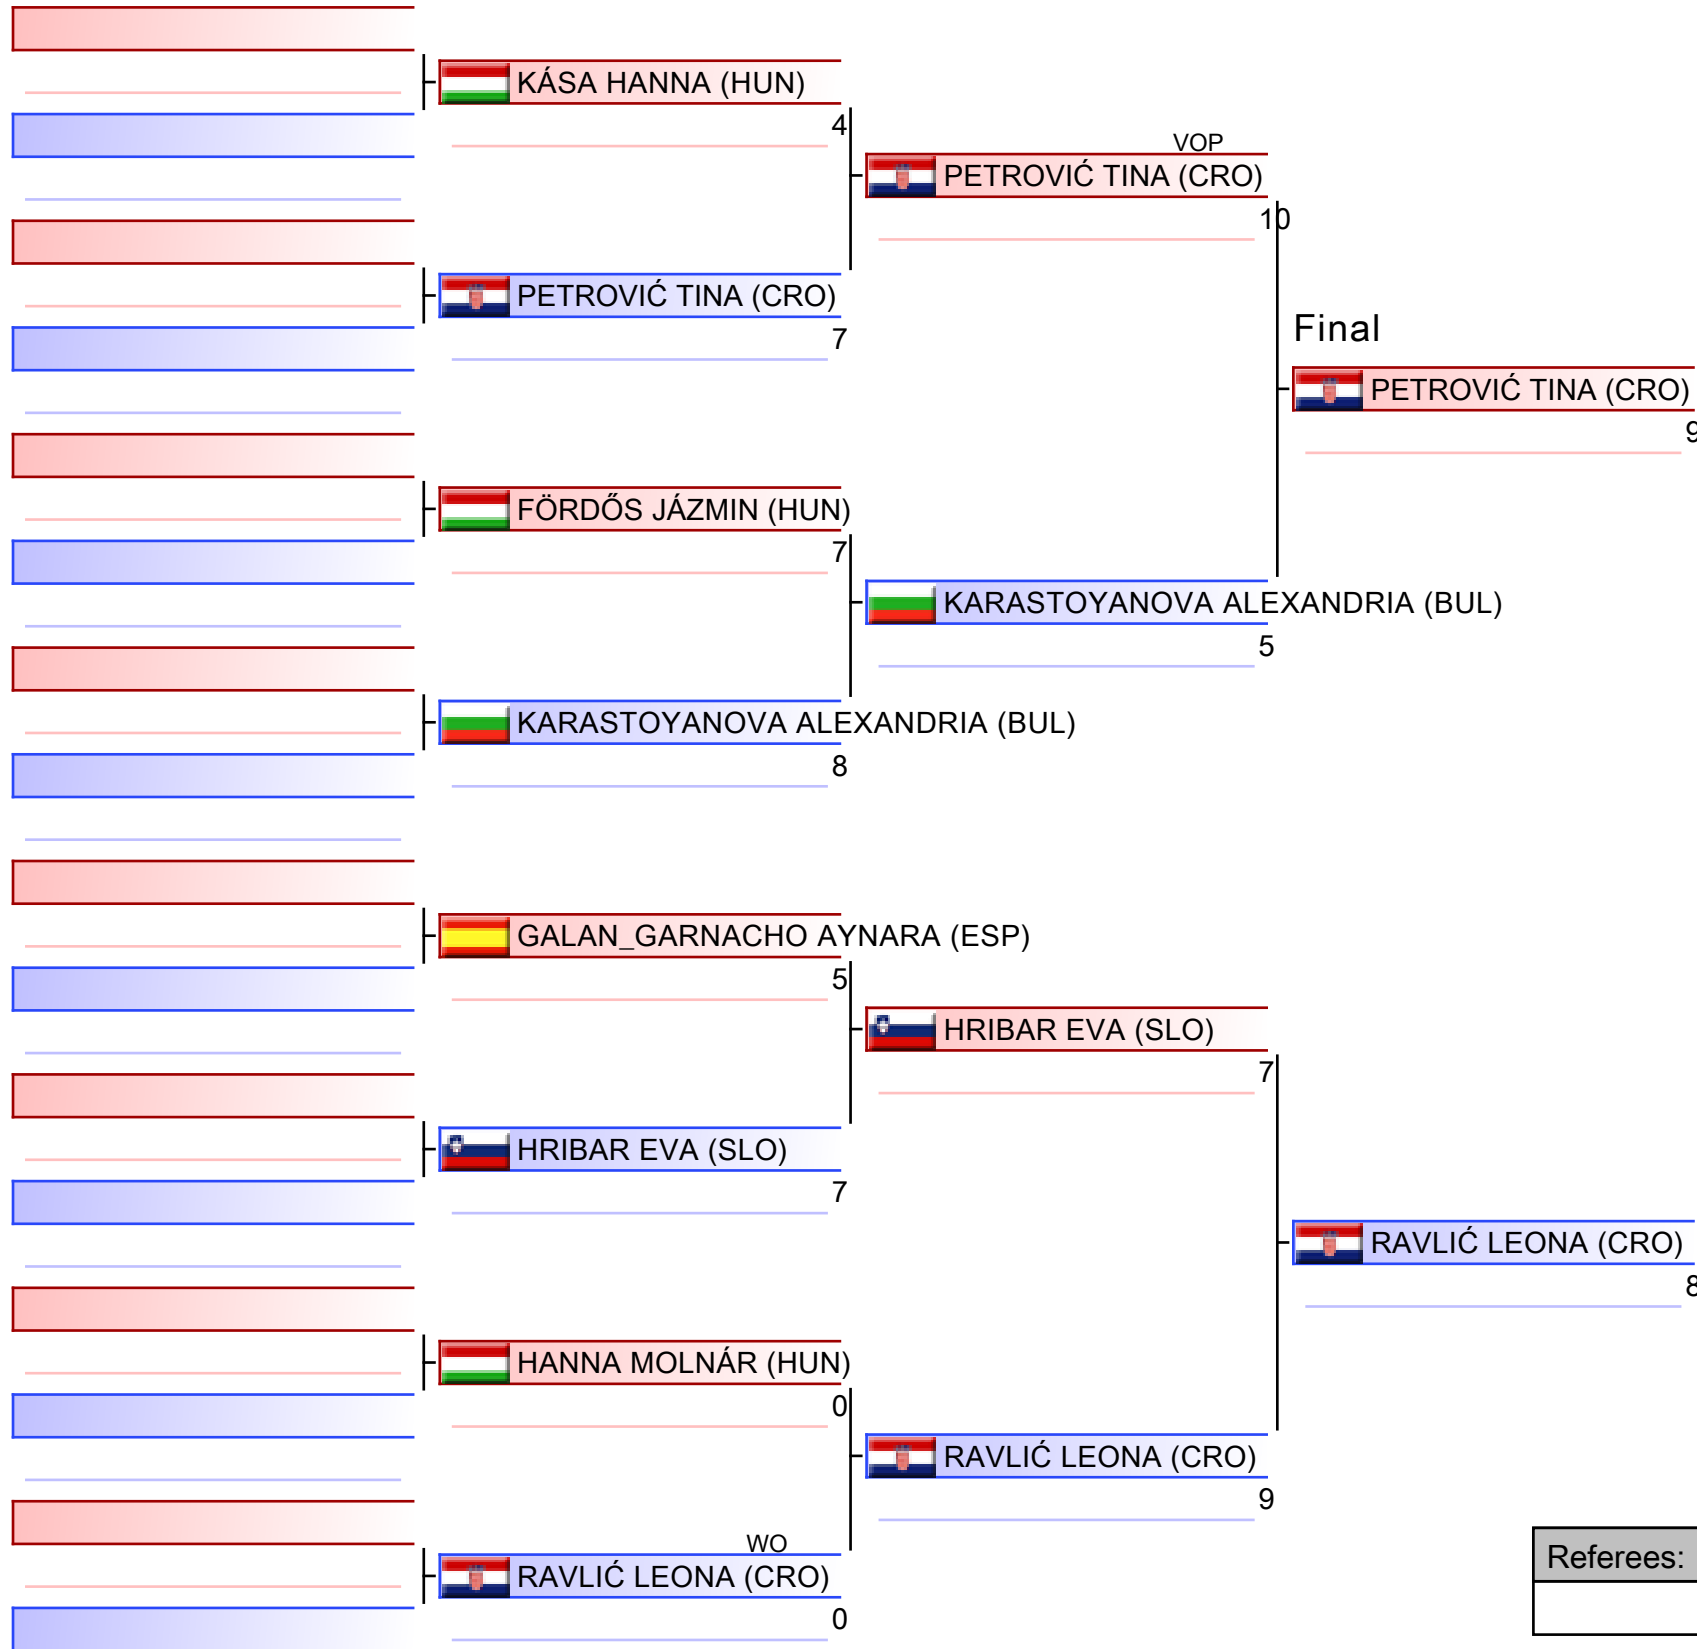 KÁSA HANNA (HUN)
4
VOP
PETROVIĆ TINA (CRO)
10
PETROVIĆ TINA (CRO)
7
Final
PETROVIĆ TINA (CRO)
9
FÖRDŐS JÁZMIN (HUN)
7
KARASTOYANOVA ALEXANDRIA (BUL)
5
KARASTOYANOVA ALEXANDRIA (BUL)
8
GALAN_GARNACHO AYNARA (ESP)
5
HRIBAR EVA (SLO)
7
HRIBAR EVA (SLO)
7
RAVLIĆ LEONA (CRO)
8
HANNA MOLNÁR (HUN)
0
RAVLIĆ LEONA (CRO)
9
WO
RAVLIĆ LEONA (CRO)
0
Referees: